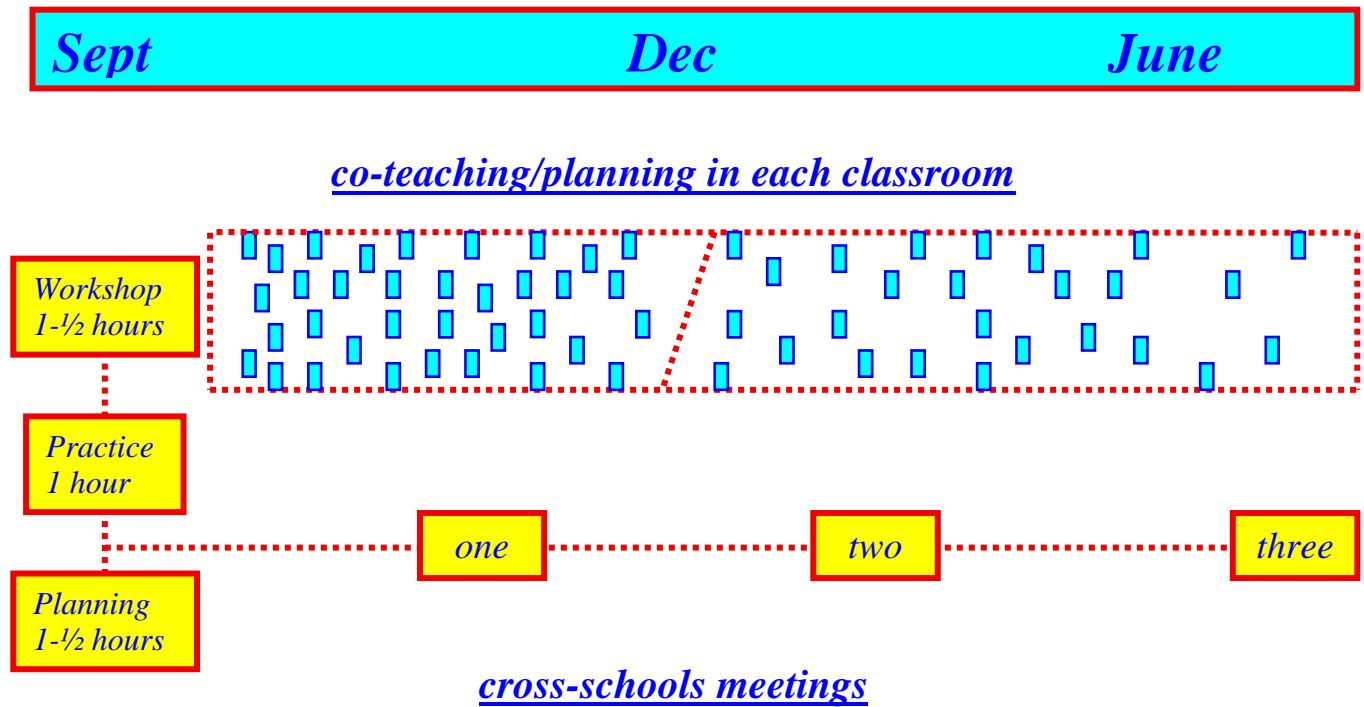 Sept Dec June
co-teaching/planning in each classroom
Workshop
1-½ hours
Practice
1 hour
one two three
Planning
1-½ hours
cross-schools meetings